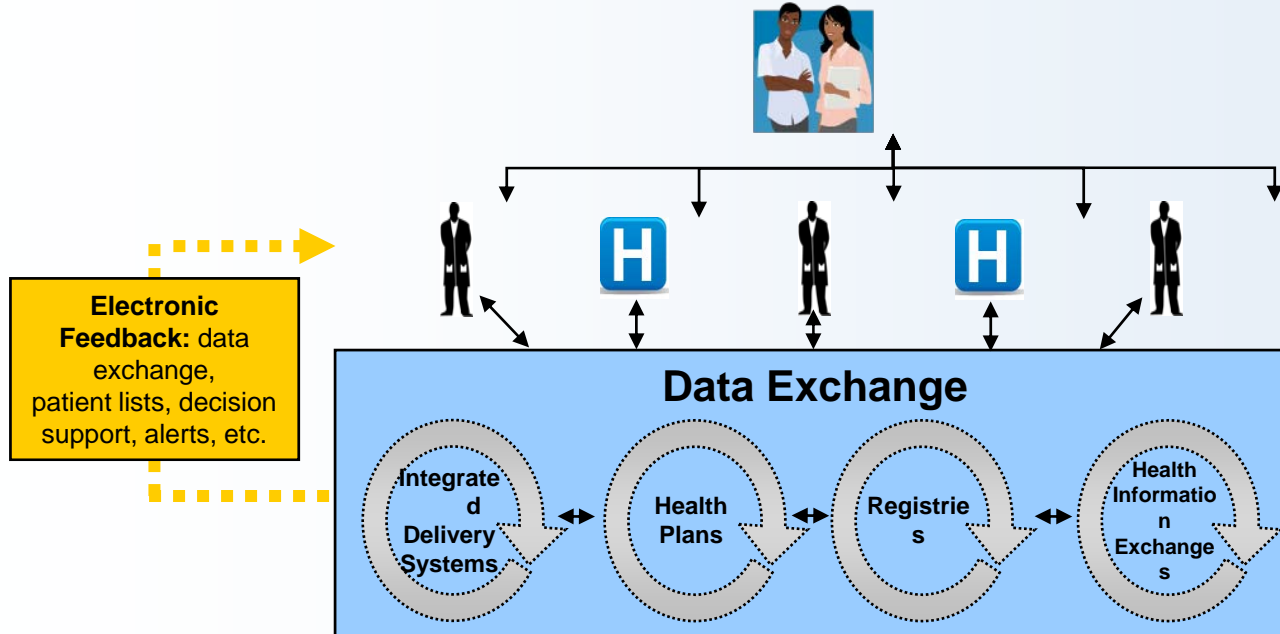 H
H
Electronic
Feedback: data
exchange,
patient lists, decision
support, alerts, etc.
Data Exchange
Integrate
d
Delivery
Systems
Health
Plans
Registrie
s
Health
Informatio
n
Exchange
s